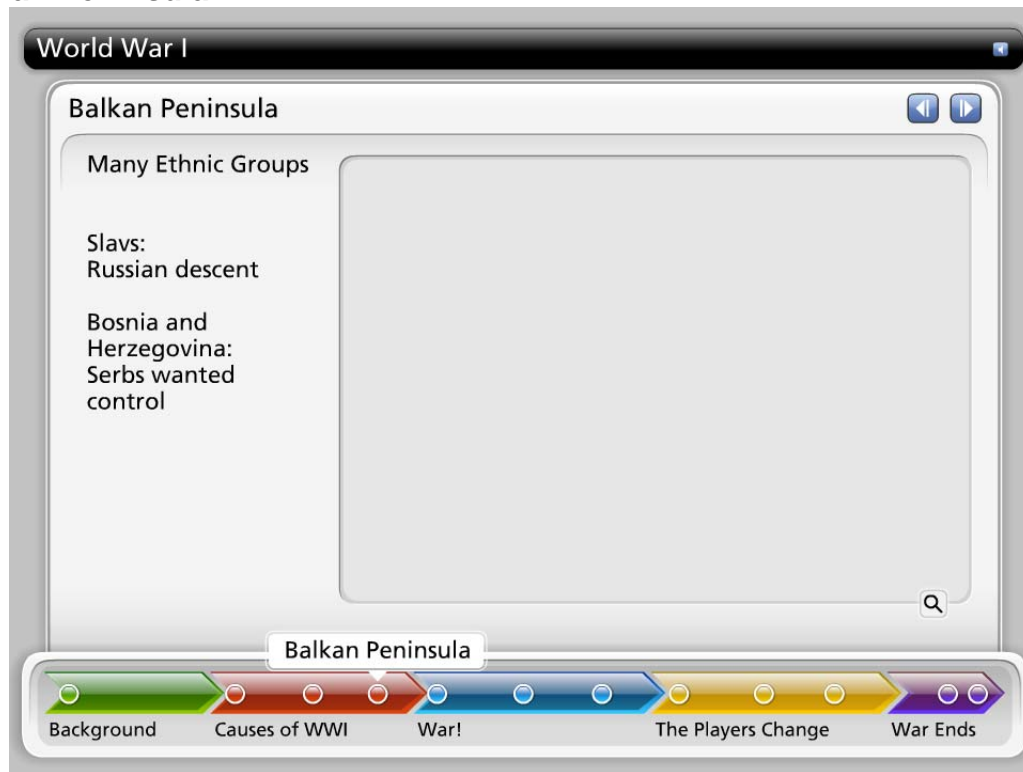 World War I
Balkan Peninsula
Many Ethnic Groups
Slavs:
Russian descent
Bosnia and
Herzegovina:
Serbs wanted
control
Balkan Peninsula
Background
Causes of WWI
War!
The Players Change
War Ends